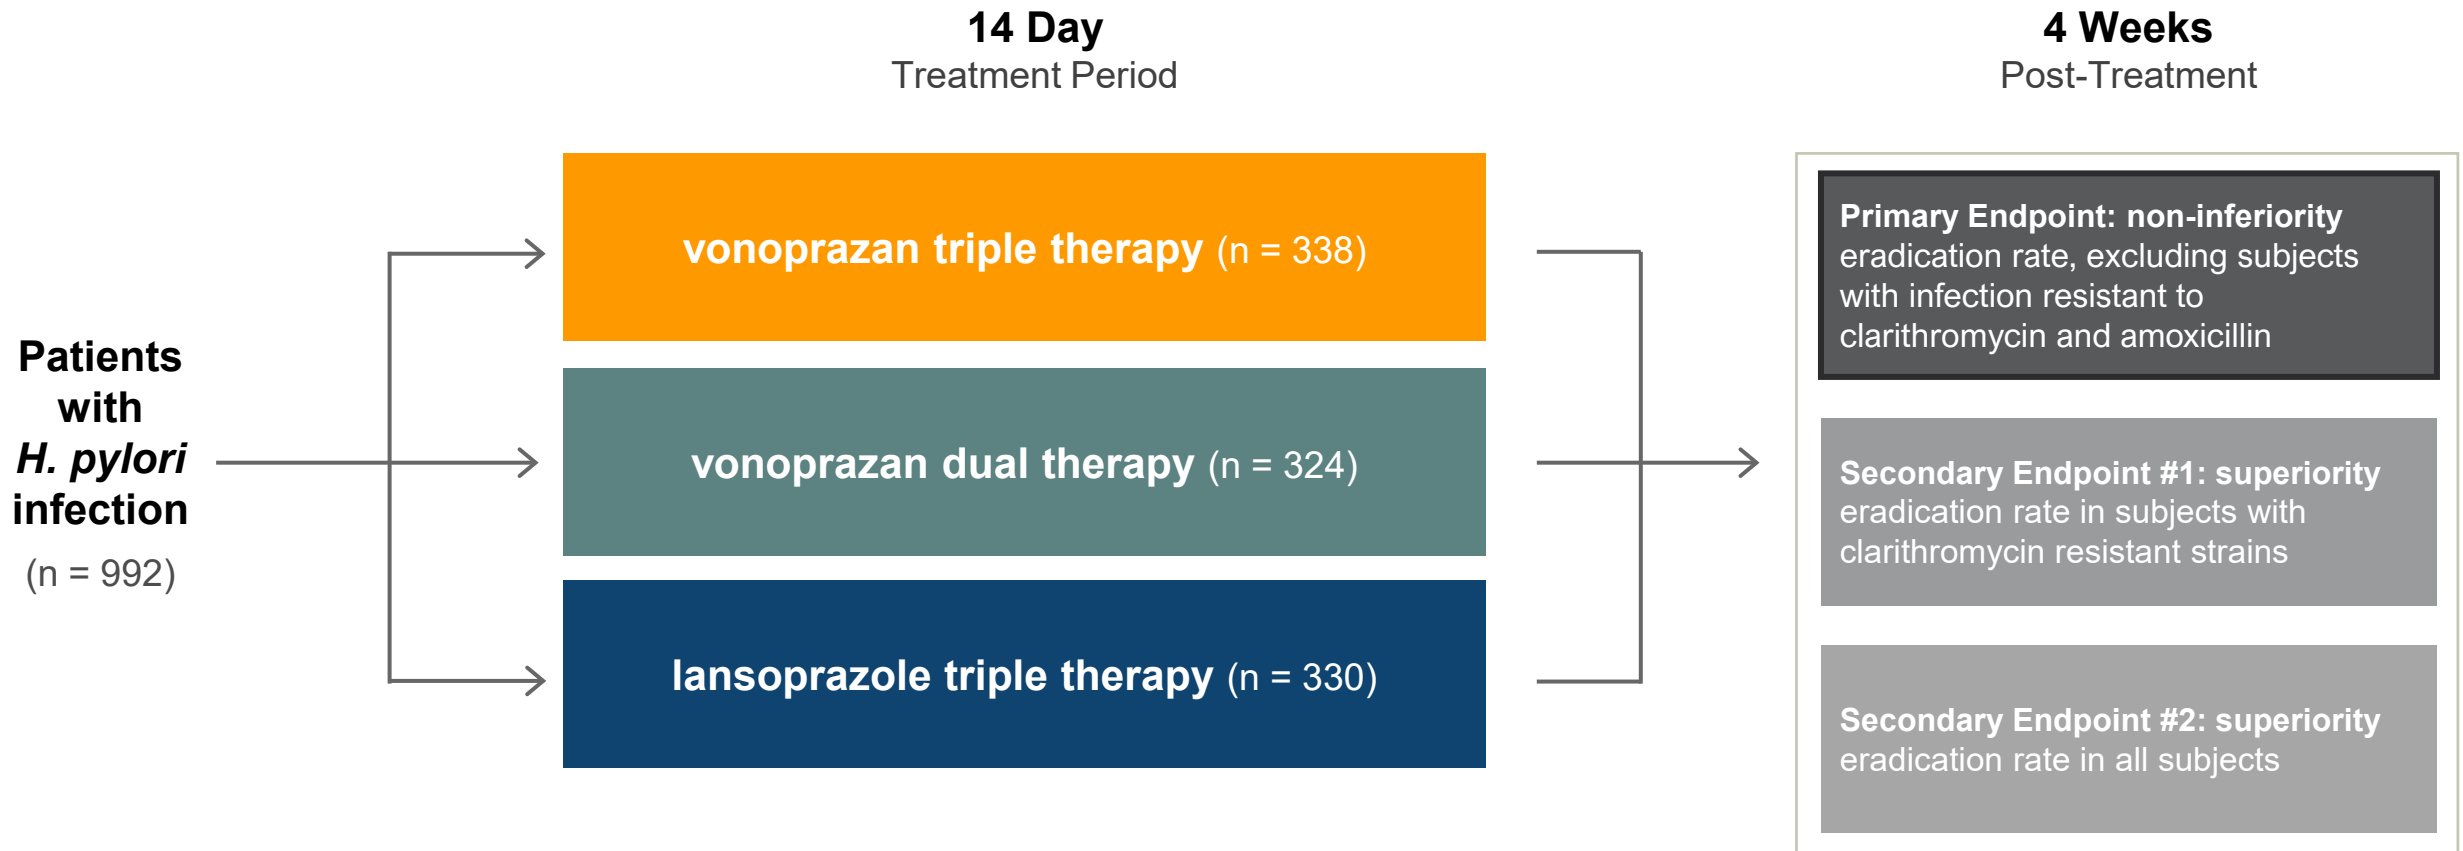 14 Day
Treatment Period
4 Weeks
Post-Treatment
Patients
with
H. pylori
infection
(n = 992)
vonoprazan triple therapy (n = 338)
vonoprazan dual therapy (n = 324)
lansoprazole triple therapy (n = 330)
Primary Endpoint: non-inferiority
eradication rate, excluding subjects
with infection resistant to
clarithromycin and amoxicillin
Secondary Endpoint #1: superiority
eradication rate in subjects with
clarithromycin resistant strains
Secondary Endpoint #2: superiority
eradication rate in all subjects